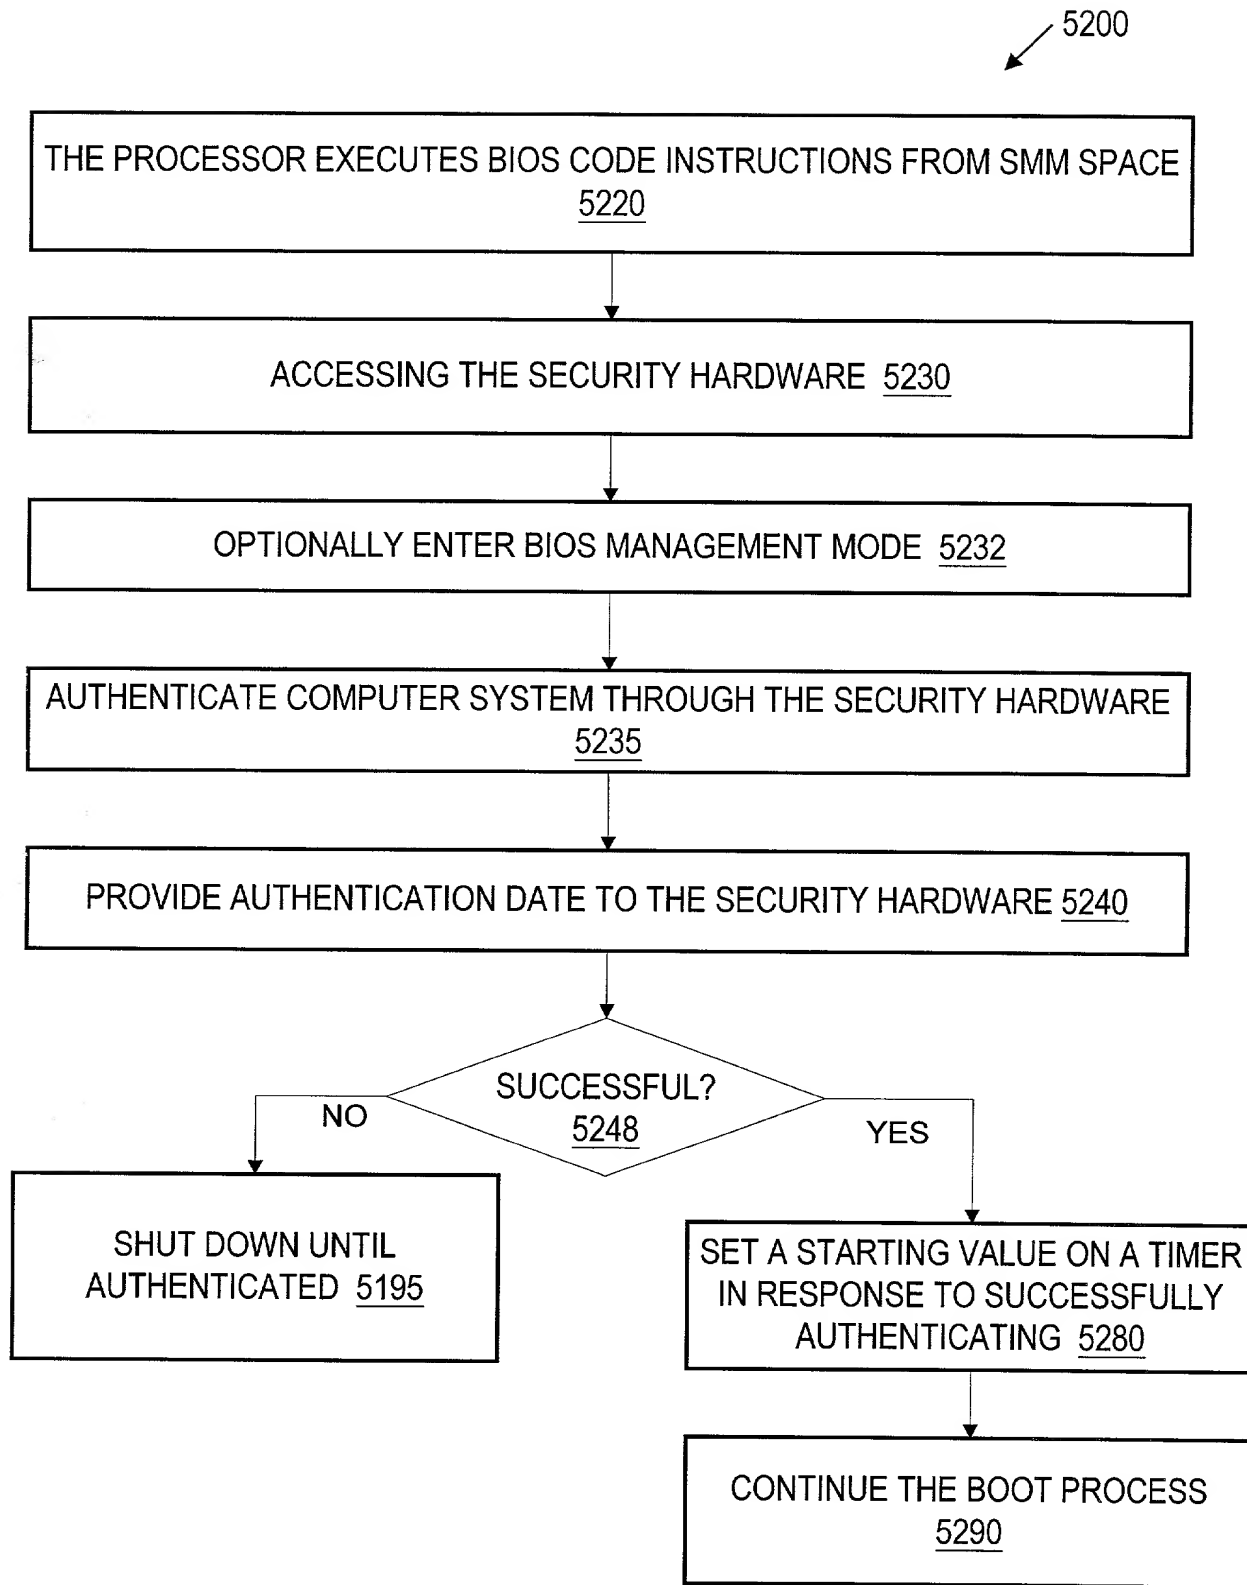 5200
THE PROCESSOR EXECUTES BIOS CODE INSTRUCTIONS FROM SMM SPACE
5220
ACCESSING THE SECURITY HARDWARE 5230
OPTIONALLY ENTER BIOS MANAGEMENT MODE 5232
AUTHENTICATE COMPUTER SYSTEM THROUGH THE SECURITY HARDWARE
5235
PROVIDE AUTHENTICATION DATE TO THE SECURITY HARDWARE 5240
SUCCESSFUL?
5248
NO
YES
SHUT DOWN UNTIL
AUTHENTICATED 5195
SET A STARTING VALUE ON A TIMER
IN RESPONSE TO SUCCESSFULLY
AUTHENTICATING 5280
CONTINUE THE BOOT PROCESS
5290